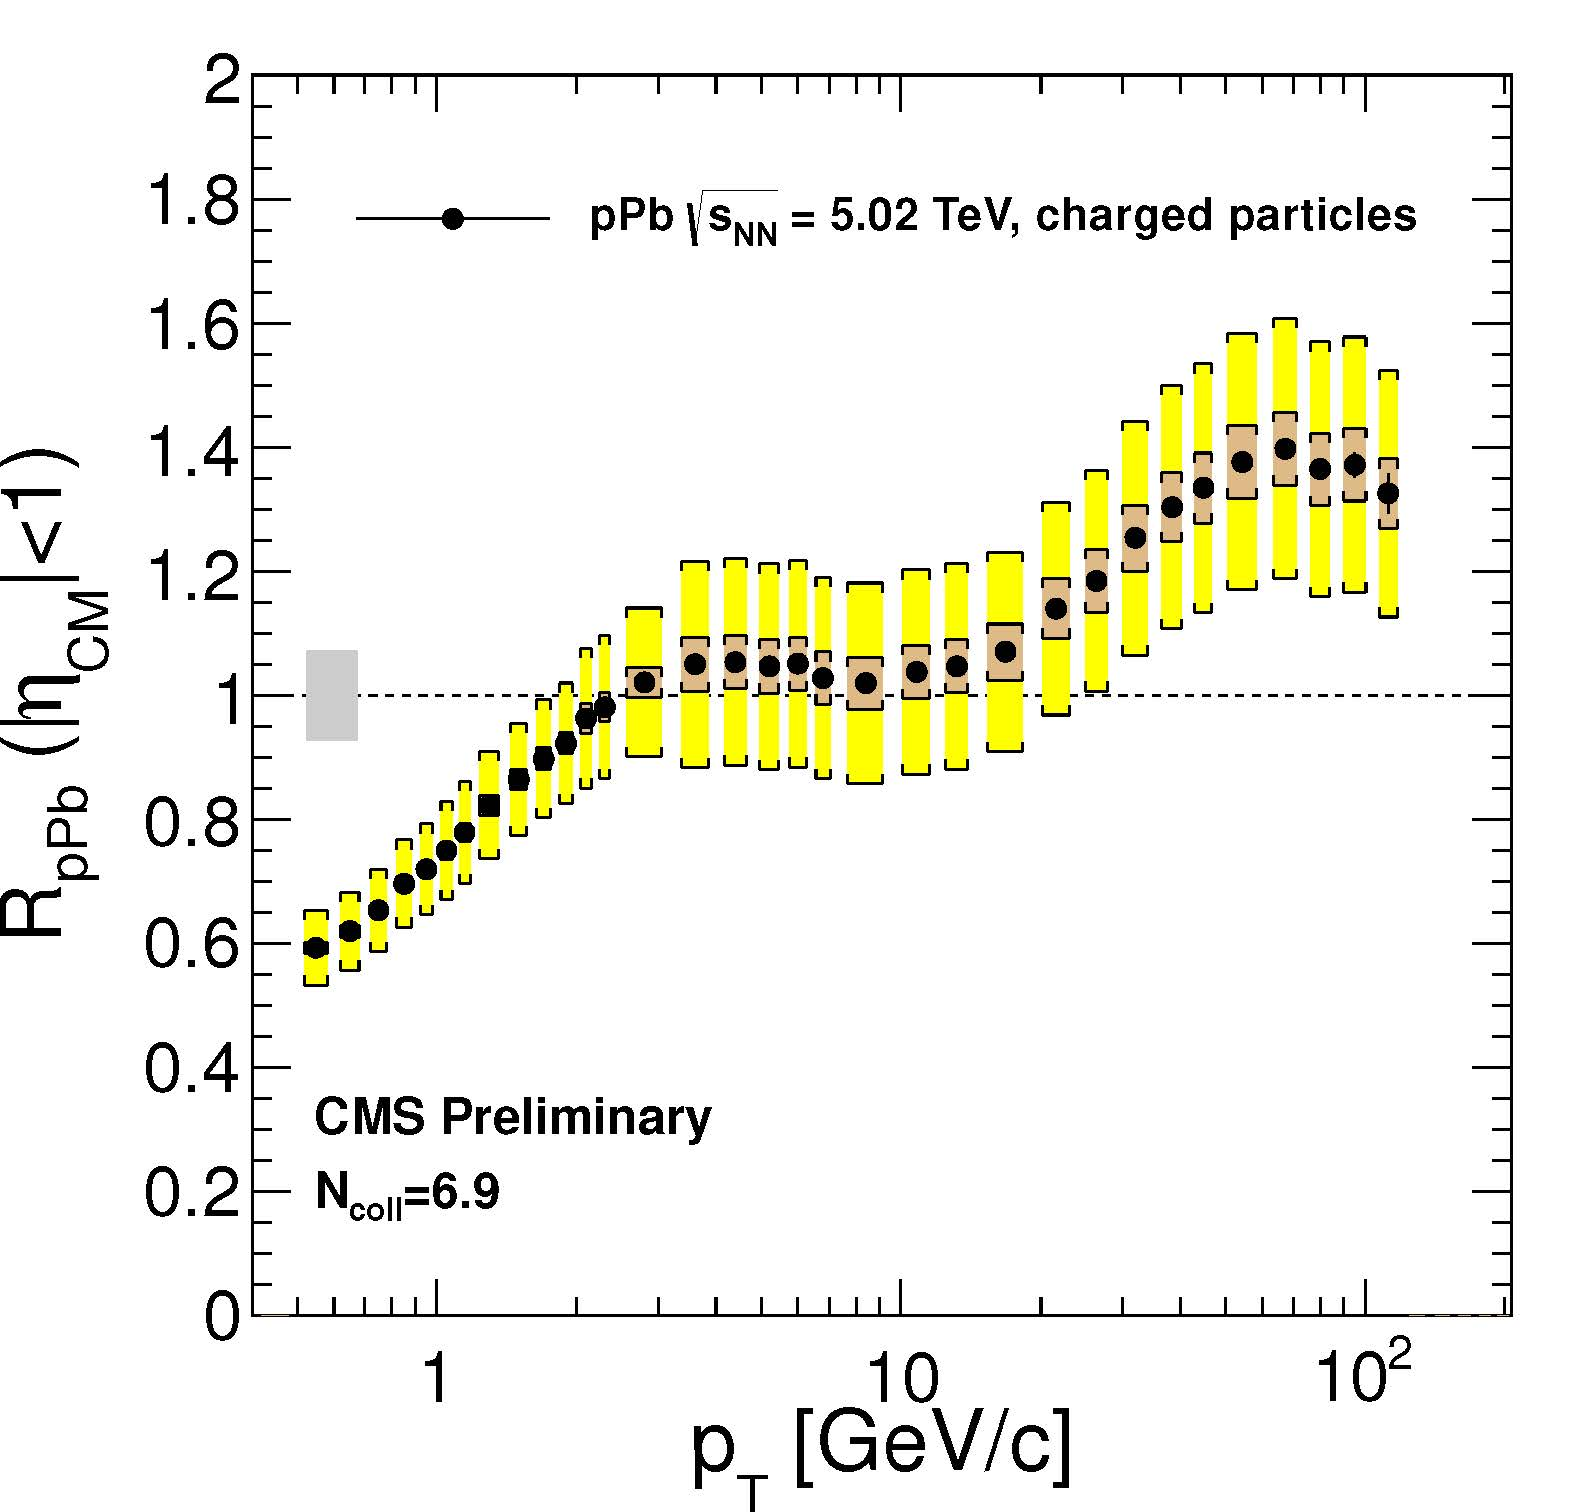 2
1.8
1.6
1.4
1.2
1
0.8
0.6
0.4
0.2
0
pPb √sNN = 5.02 TeV, charged particles
RpPb (|ηCM|<1)
CMS Preliminary
Ncoll=6.9
1
10
10²
pT [GeV/c]